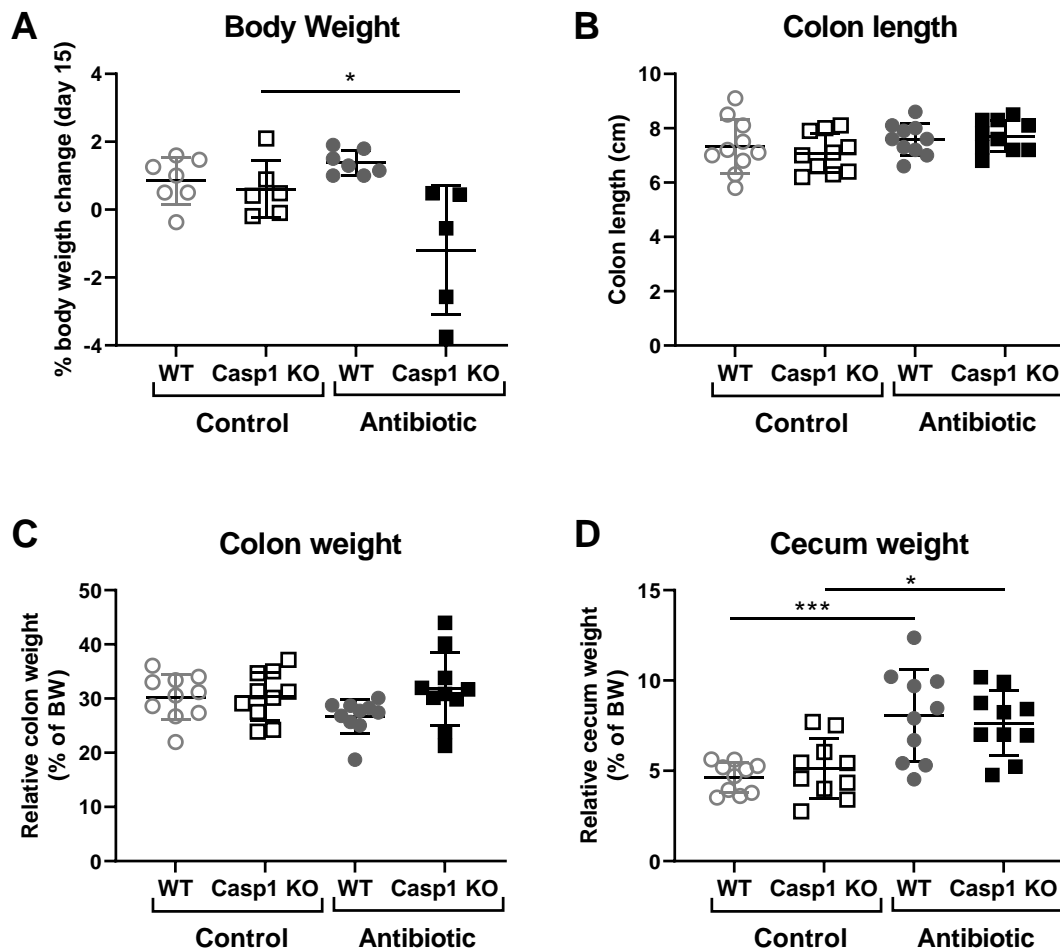 A
Body Weight
% body weigth change (day 15)
4
2
0
-2
-4
*
WT
Casp1 KO
WT
Casp1 KO
Control
Antibiotic
B
Colon length
Colon length (cm)
10
8
6
4
2
0
WT
Casp1 KO
WT
Casp1 KO
Control
Antibiotic
C
Colon weight
Relative colon weight
(% of BW)
50
40
30
20
10
0
WT
Casp1 KO
WT
Casp1 KO
Control
Antibiotic
D
Cecum weight
Relative cecum weight
(% of BW)
15
10
5
0
***
*
WT
Casp1 KO
WT
Casp1 KO
Control
Antibiotic